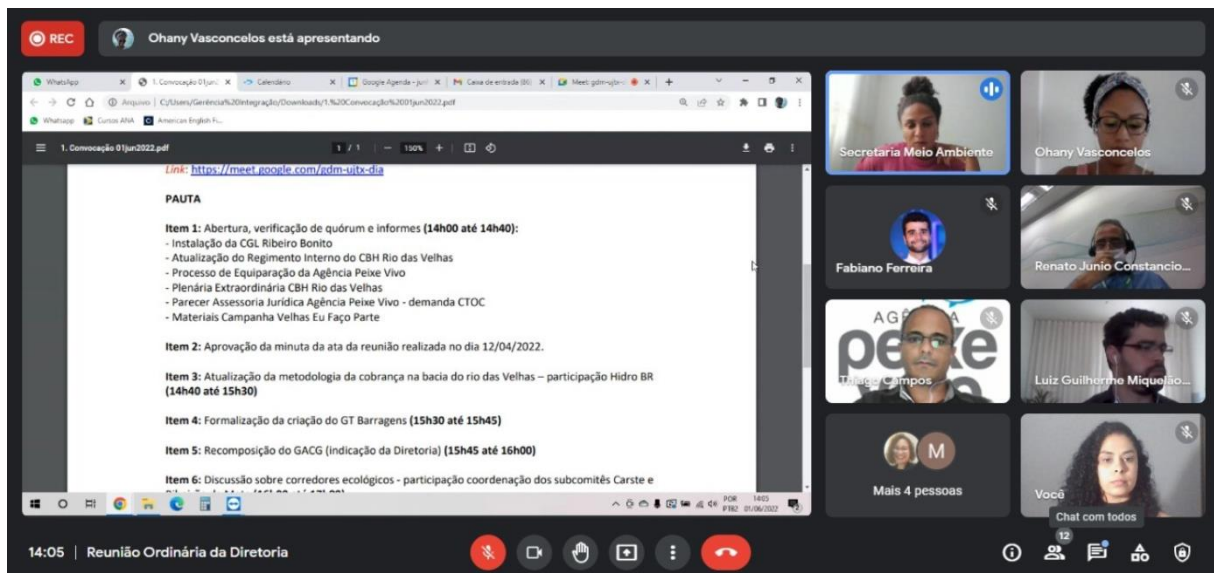 REC
Ohany Vasconcelos está apresentando
WhatsApp
1. Convocação 01jun2
Calendário
Google Agenda - jun
Caixa de entrada
Meet: gdm-ujtx-
Arquivo | C:/Users/Gerência%20Integração/Downloads/1.%20Convocação%2001jun2022.pdf
Whatsapp
Cursos ANA
American English Fi...
1. Convocação 01jun2022.pdf
1 / 1
150%
Link: https://meet.google.com/gdm-ujtx-dia
PAUTA
Item 1: Abertura, verificação de quórum e informes (14h00 até 14h40):
- Instalação da CGL Ribeiro Bonito
- Atualização do Regimento Interno do CBH Rio das Velhas
- Processo de Equiparação da Agência Peixe Vivo
- Plenária Extraordinária CBH Rio das Velhas
- Parecer Assessoria Jurídica Agência Peixe Vivo - demanda CTOC
- Materiais Campanha Velhas Eu Faço Parte
Item 2: Aprovação da minuta da ata da reunião realizada no dia 12/04/2022.
Item 3: Atualização da metodologia da cobrança na bacia do rio das Velhas – participação Hidro BR
(14h40 até 15h30)
Item 4: Formalização da criação do GT Barragens (15h30 até 15h45)
Item 5: Recomposição do GACG (indicação da Diretoria) (15h45 até 16h00)
Item 6: Discussão sobre corredores ecológicos - participação coordenação dos subcomitês Carste e
POR
PTB2
14:05
01/06/2022
Secretaria Meio Ambiente
Ohany Vasconcelos
Fabiano Ferreira
Renato Junio Constancio...
peixe
Thiago Campos
Luiz Guilherme Miquelão...
M
Mais 4 pessoas
Você
Chat com todos
14:05 | Reunião Ordinária da Diretoria
12